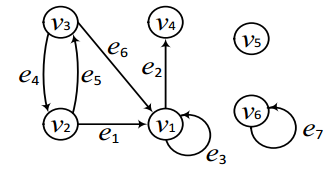 v₃ v₄ v₅
e₆
e₄ e₅ e₂
v₂ v₁ v₆
e₁ e₃ e₇